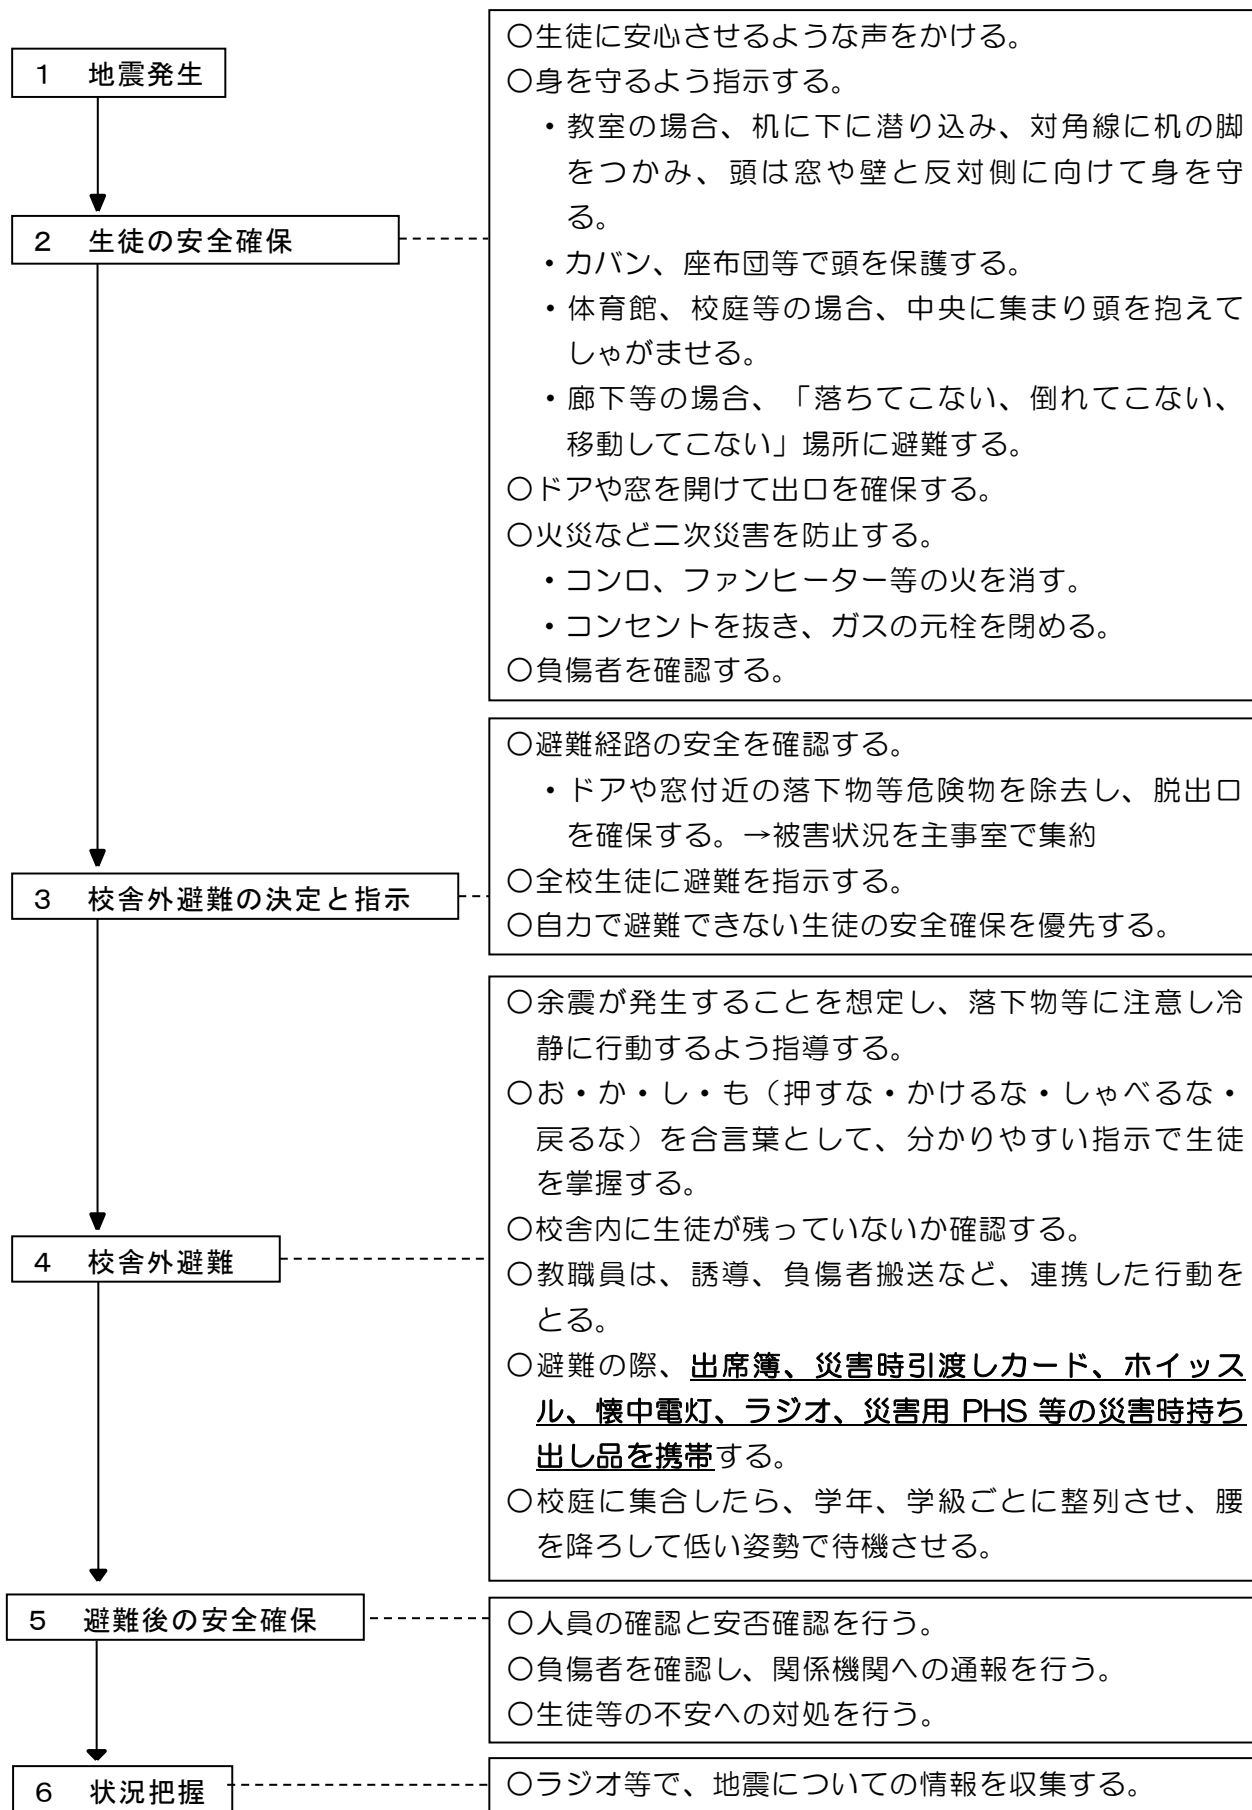 1 地震発生
○生徒に安心させるような声をかける。
○身を守るよう指示する。
・教室の場合、机に下に潜り込み、対角線に机の脚
をつかみ、頭は窓や壁と反対側に向けて身を守
る。
・カバン、座布団等で頭を保護する。
・体育館、校庭等の場合、中央に集まり頭を抱えて
しゃがませる。
・廊下等の場合、「落ちてこない、倒れてこない、
移動してこない」場所に避難する。
○ドアや窓を開けて出口を確保する。
○火災など二次災害を防止する。
・コンロ、ファンヒーター等の火を消す。
・コンセントを抜き、ガスの元栓を閉める。
○負傷者を確認する。
2 生徒の安全確保
○避難経路の安全を確認する。
・ドアや窓付近の落下物等危険物を除去し、脱出口
を確保する。→被害状況を主事室で集約
○全校生徒に避難を指示する。
○自力で避難できない生徒の安全確保を優先する。
3 校舎外避難の決定と指示
○余震が発生することを想定し、落下物等に注意し冷
静に行動するよう指導する。
○お・か・し・も（押すな・かけるな・しゃべるな・
戻るな）を合言葉として、分かりやすい指示で生徒
を掌握する。
○校舎内に生徒が残っていないか確認する。
○教職員は、誘導、負傷者搬送など、連携した行動を
とる。
○避難の際、出席簿、災害時引渡しカード、ホイッス
ル、懐中電灯、ラジオ、災害用 PHS 等の災害時持ち
出し品を携帯する。
○校庭に集合したら、学年、学級ごとに整列させ、腰
を降ろして低い姿勢で待機させる。
4 校舎外避難
5 避難後の安全確保
○人員の確認と安否確認を行う。
○負傷者を確認し、関係機関への通報を行う。
○生徒等の不安への対処を行う。
6 状況把握
○ラジオ等で、地震についての情報を収集する。